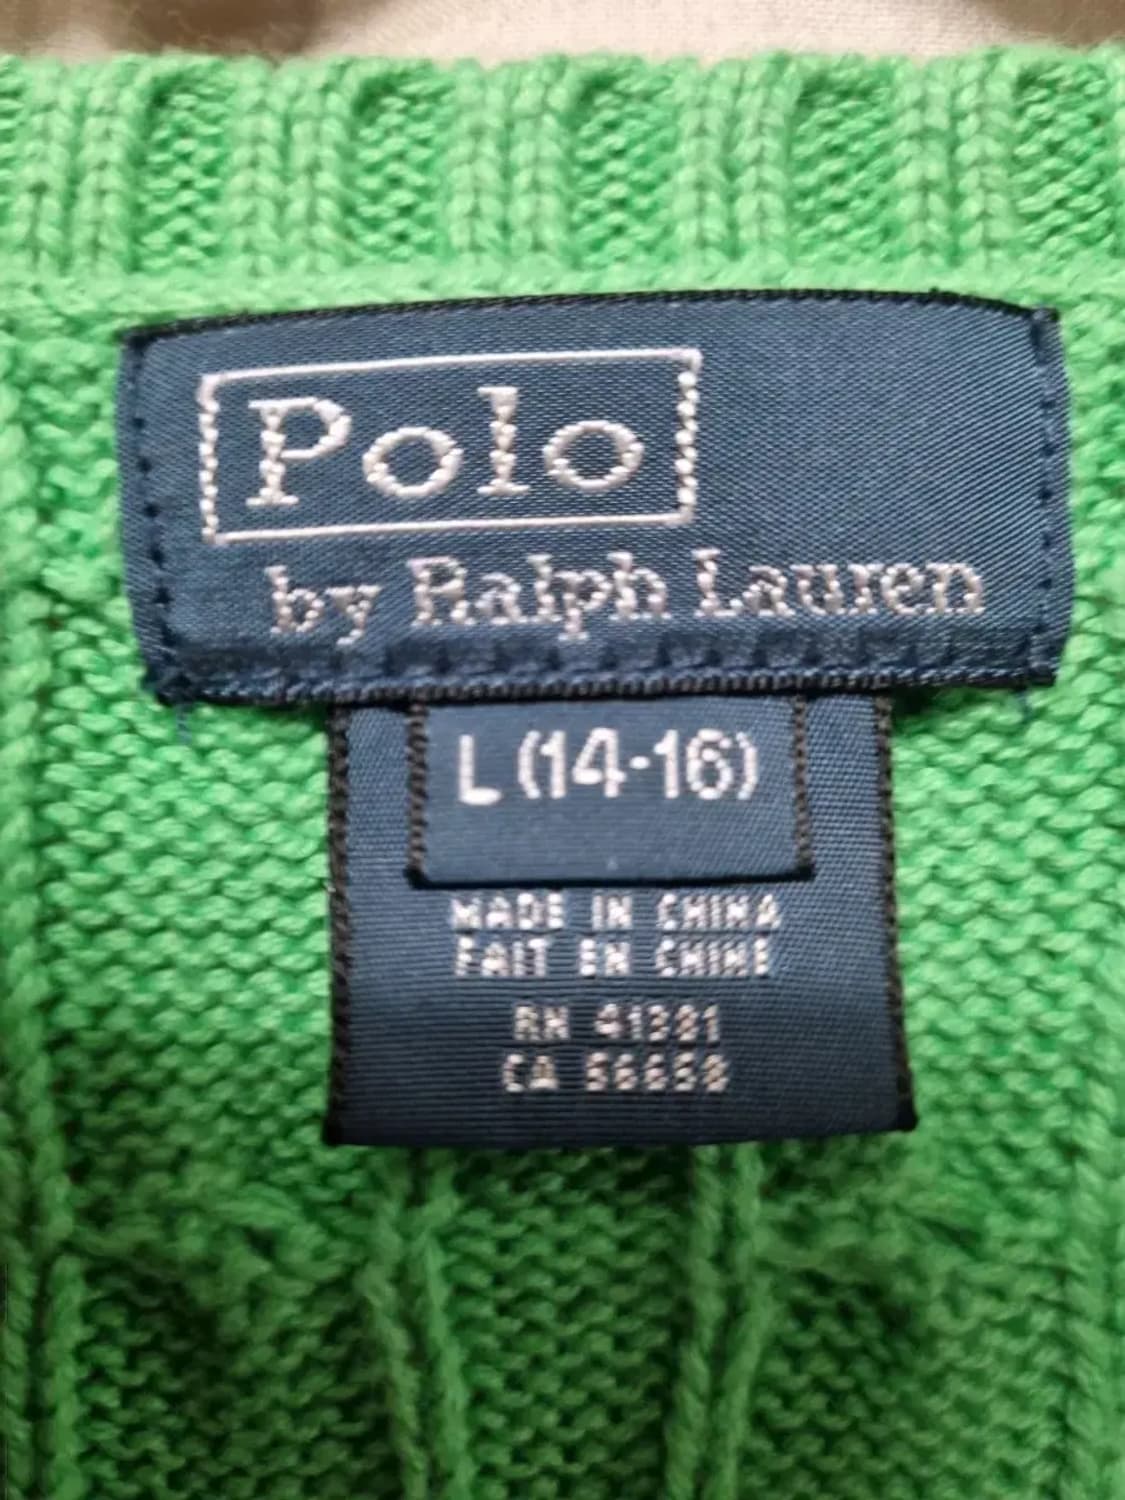 Polo
by Ralph Lauren
L (14-16)
MADE IN CHINA
FAIT EN CHINE
RN 41381
CA 56658